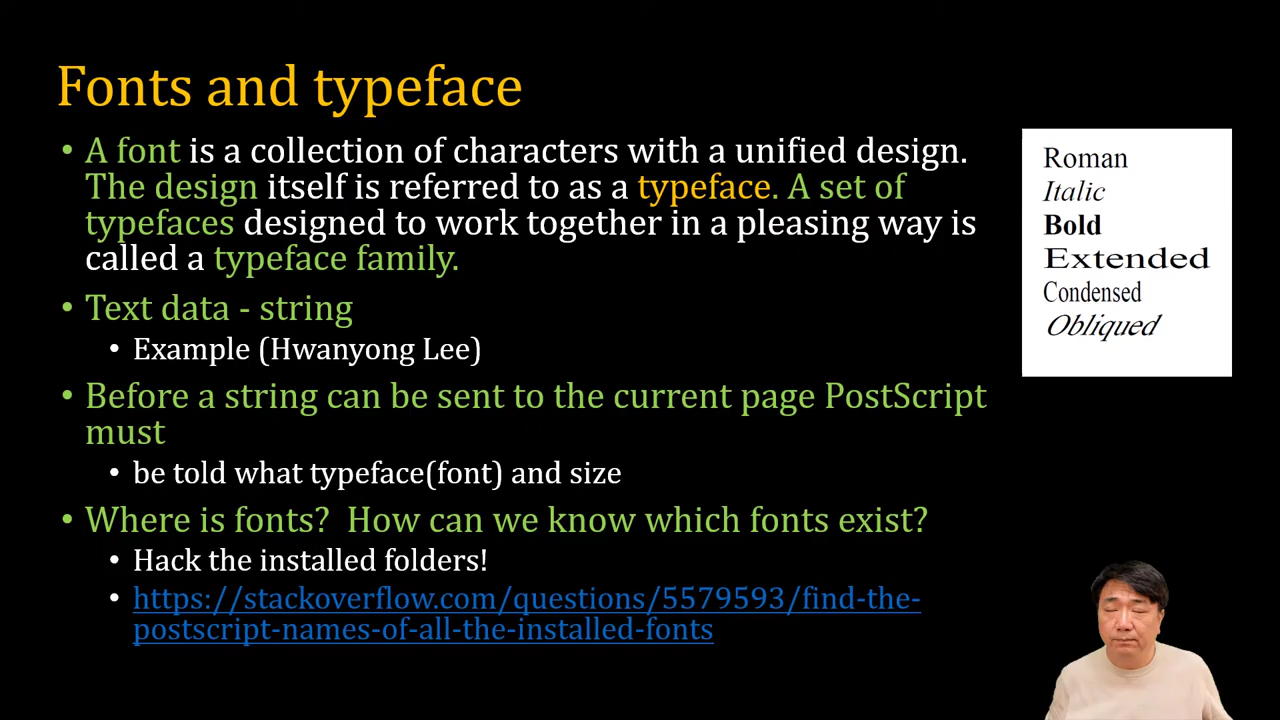 Fonts and typeface
• A font is a collection of characters with a unified design.
The design itself is referred to as a typeface. A set of
typefaces designed to work together in a pleasing way is
called a typeface family.
• Text data - string
• Example (Hwanyong Lee)
• Before a string can be sent to the current page PostScript
must
• be told what typeface(font) and size
• Where is fonts?  How can we know which fonts exist?
• Hack the installed folders!
• https://stackoverflow.com/questions/5579593/find-the-
postscript-names-of-all-the-installed-fonts
Roman
Italic
Bold
Extended
Condensed
Obliqued